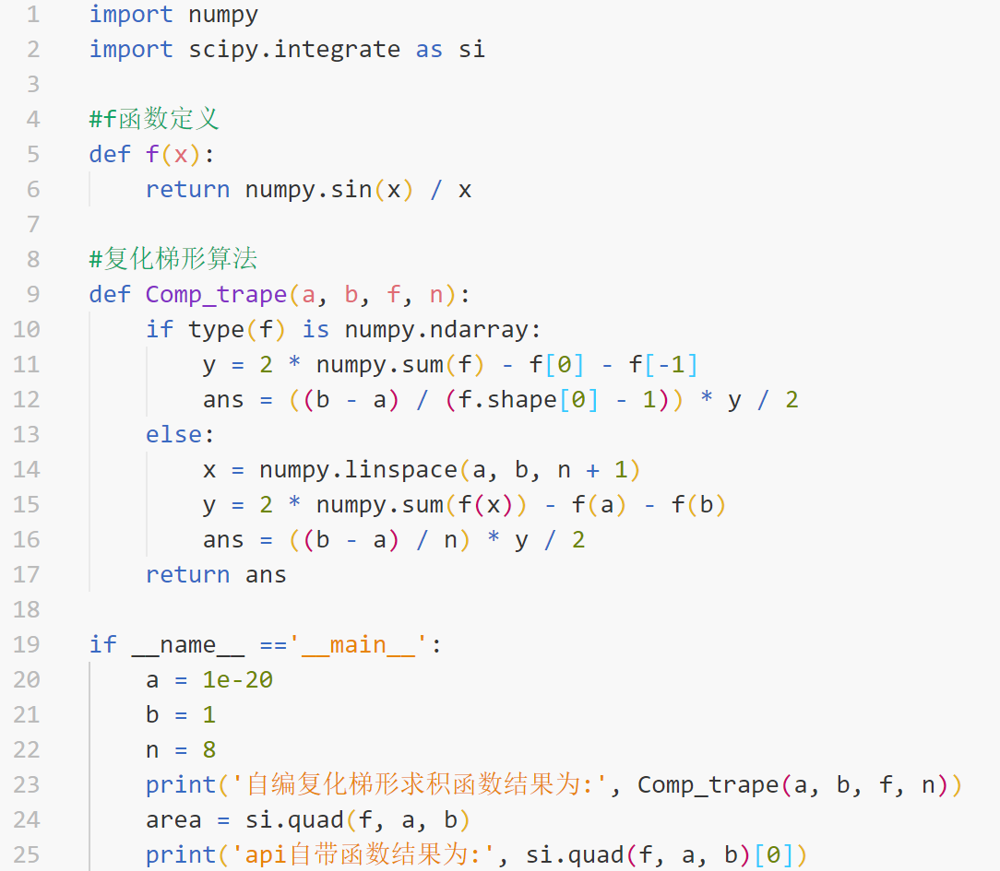 1 import numpy
2 import scipy.integrate as si
3
4 #f函数定义
5 def f(x):
6     return numpy.sin(x) / x
7
8 #复化梯形算法
9 def Comp_trape(a, b, f, n):
10     if type(f) is numpy.ndarray:
11         y = 2 * numpy.sum(f) - f[0] - f[-1]
12         ans = ((b - a) / (f.shape[0] - 1)) * y / 2
13     else:
14         x = numpy.linspace(a, b, n + 1)
15         y = 2 * numpy.sum(f(x)) - f(a) - f(b)
16         ans = ((b - a) / n) * y / 2
17     return ans
18
19 if __name__ =='__main__':
20     a = 1e-20
21     b = 1
22     n = 8
23     print('自编复化梯形求积函数结果为:', Comp_trape(a, b, f, n))
24     area = si.quad(f, a, b)
25     print('api自带函数结果为:', si.quad(f, a, b)[0])